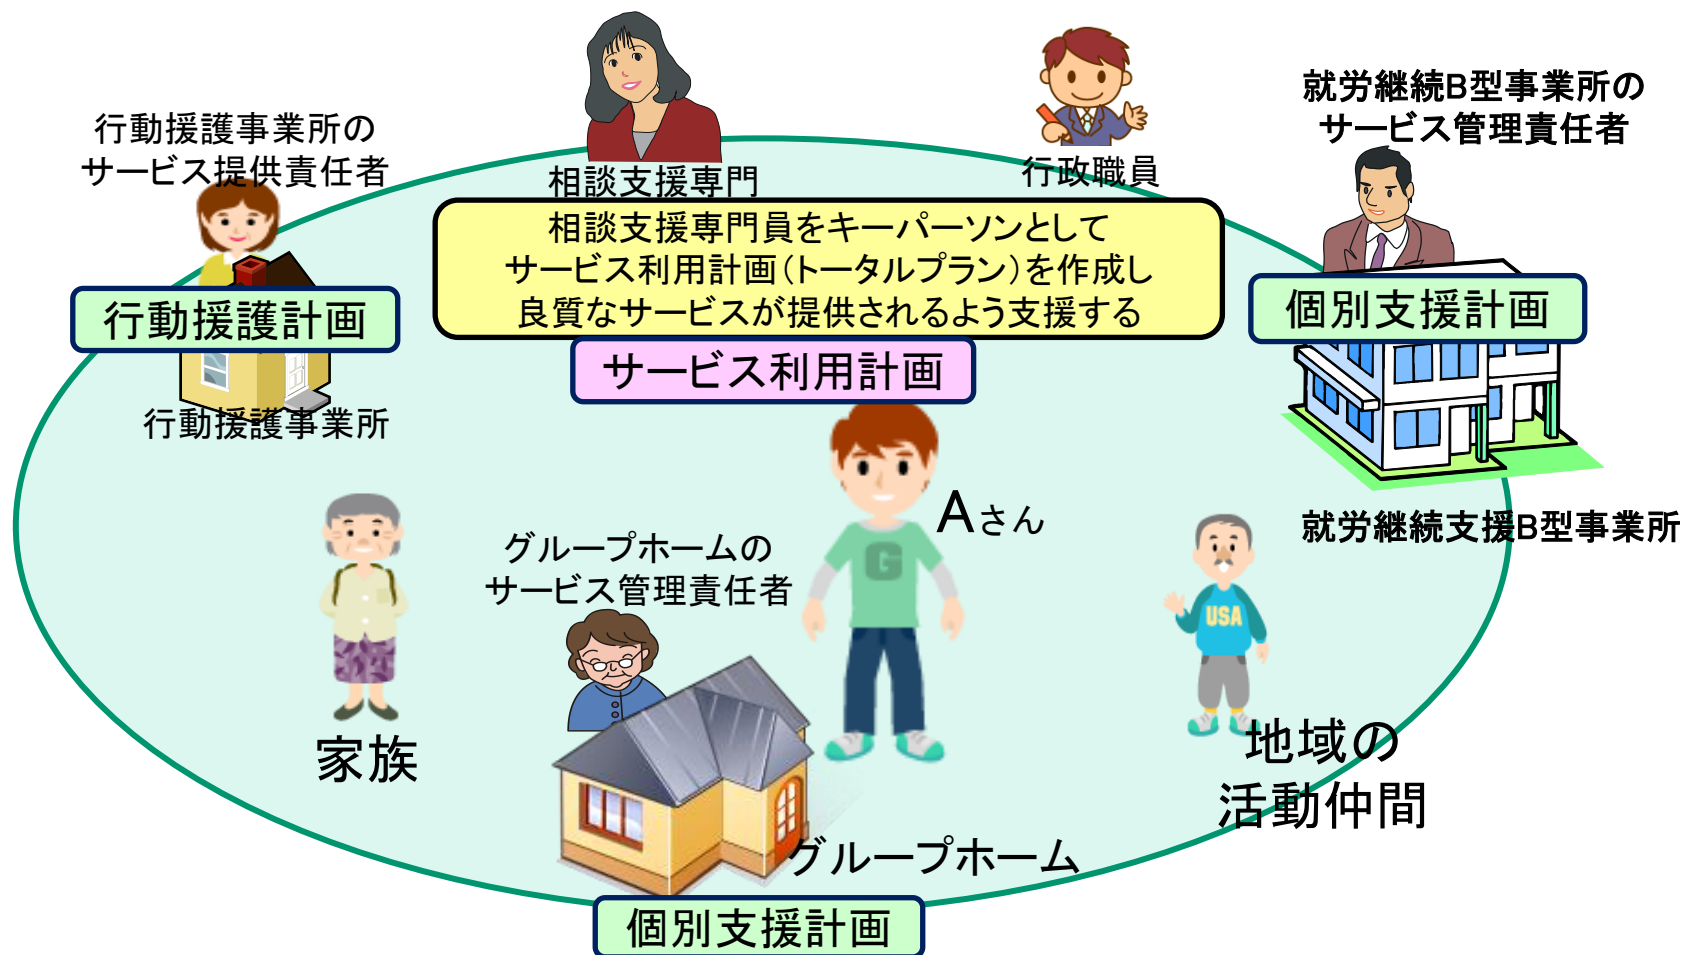 行動援護事業所の
サービス提供責任者
相談支援専門
行政職員
就労継続B型事業所の
サービス管理責任者
相談支援専門員をキーパーソンとして
サービス利用計画（トータルプラン）を作成し
良質なサービスが提供されるよう支援する
行動援護計画
個別支援計画
サービス利用計画
行動援護事業所
Aさん
G
就労継続支援B型事業所
グループホームの
サービス管理責任者
USA
家族
地域の
活動仲間
グループホーム
個別支援計画